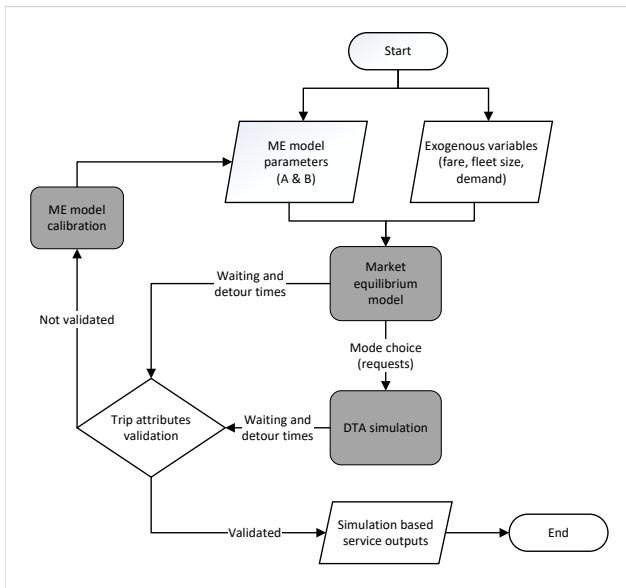 Start
ME model
parameters
(A & B)
Exogenous variables
(fare, fleet size,
demand)
ME model
calibration
Market
equilibrium
model
Waiting and
detour times
Not validated
Mode choice
(requests)
Trip attributes
validation
Waiting and
detour times
DTA simulation
Validated
Simulation based
service outputs
End